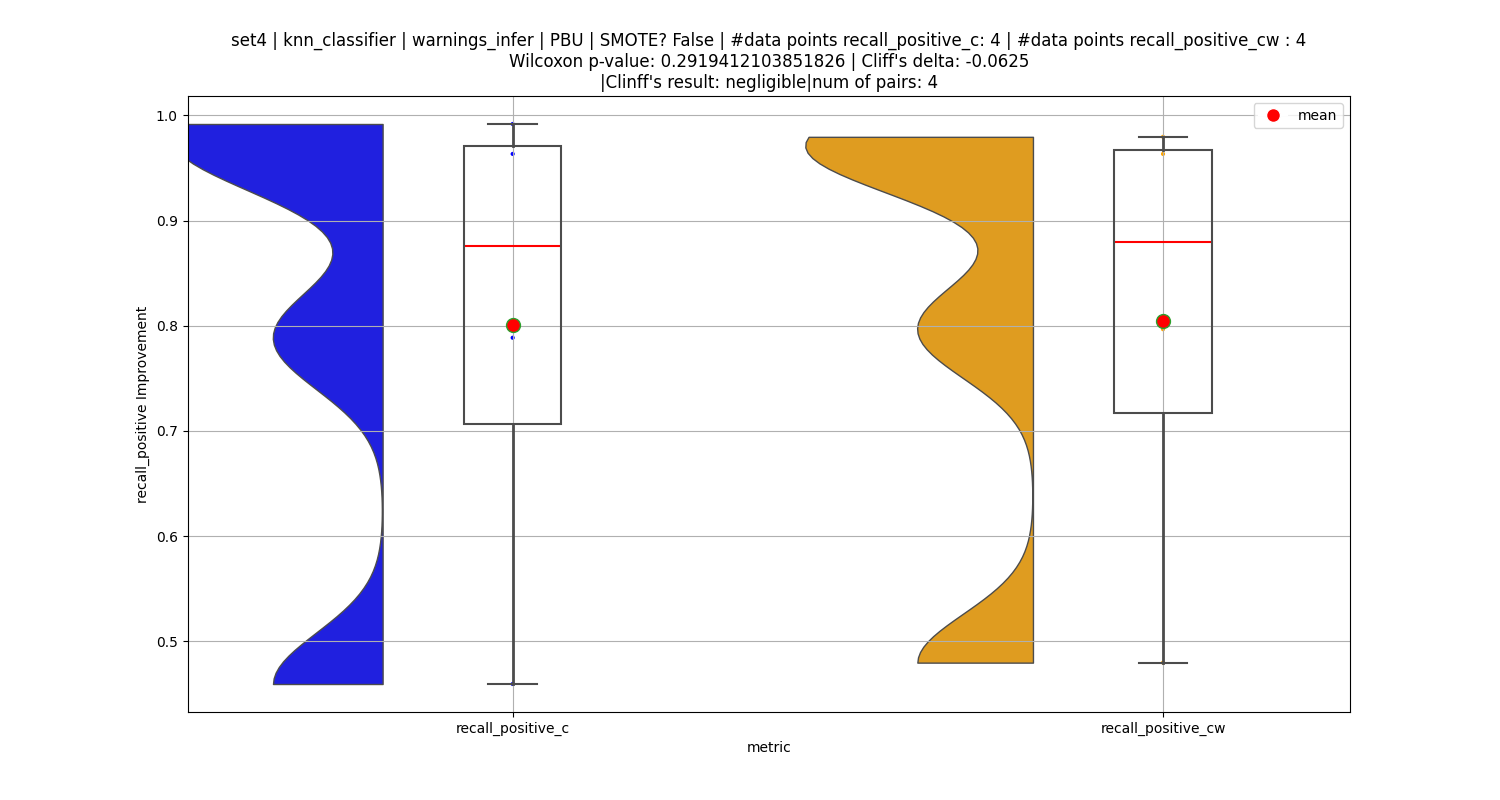 set4 | knn_classifier | warnings_infer | PBU | SMOTE? False | #data points recall_positive_c: 4 | #data points recall_positive_cw : 4
Wilcoxon p-value: 0.2919412103851826 | Cliff's delta: -0.0625
|Clinff's result: negligible|num of pairs: 4
mean
1.0
0.9
0.8
0.7
0.6
0.5
recall_positive Improvement
recall_positive_c
recall_positive_cw
metric